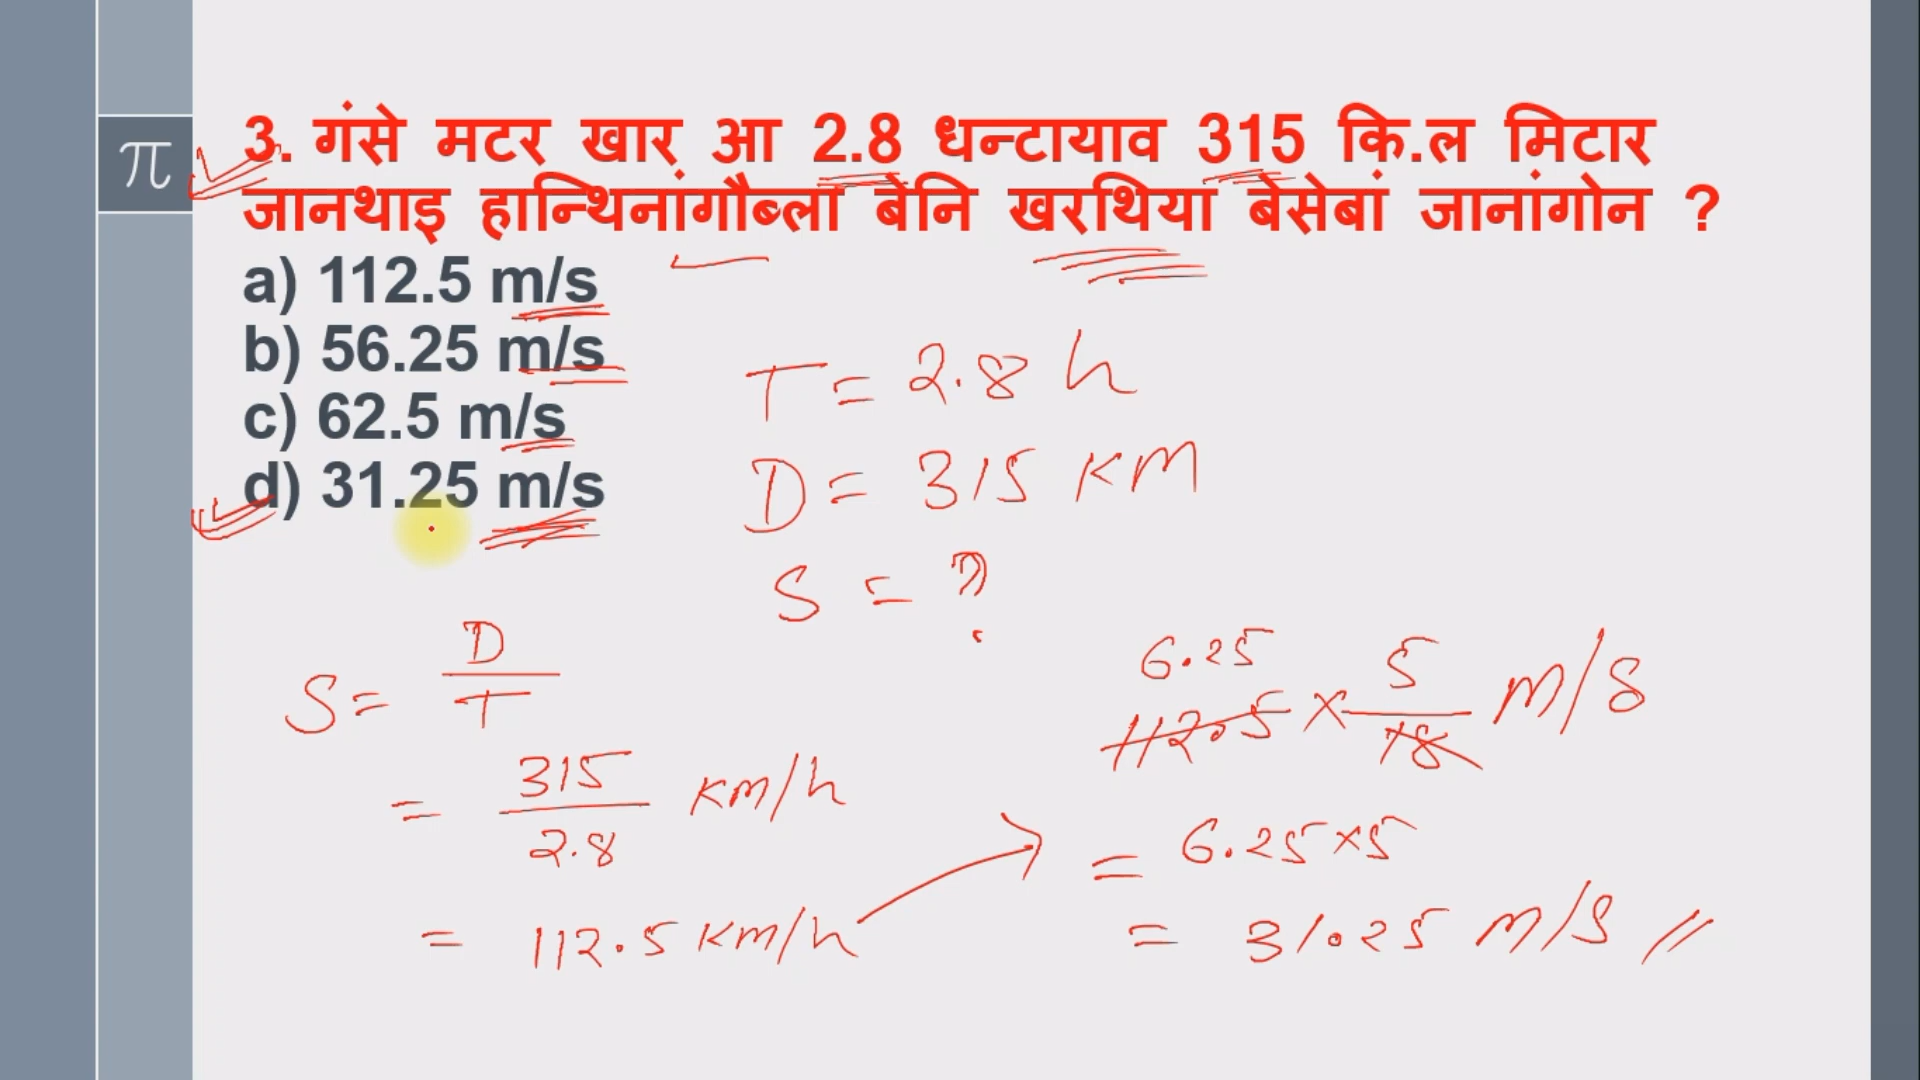 π
3. गंसे मटर खार आ 2.8 धन्टायाव 315 कि.ल मिटार
जानथाइ हान्थिनांगौब्ला बेनि खरथिया बेसेबां जानांगोन ?
a) 112.5 m/s
b) 56.25 m/s
c) 62.5 m/s
d) 31.25 m/s
T = 2.8 h
D = 315 KM
S = ?
S = D/T
= 315/2.8 KM/h
= 112.5 KM/h
6.25
112.5 × 5/18 M/S
= 6.25×5
= 31.25 M/S //